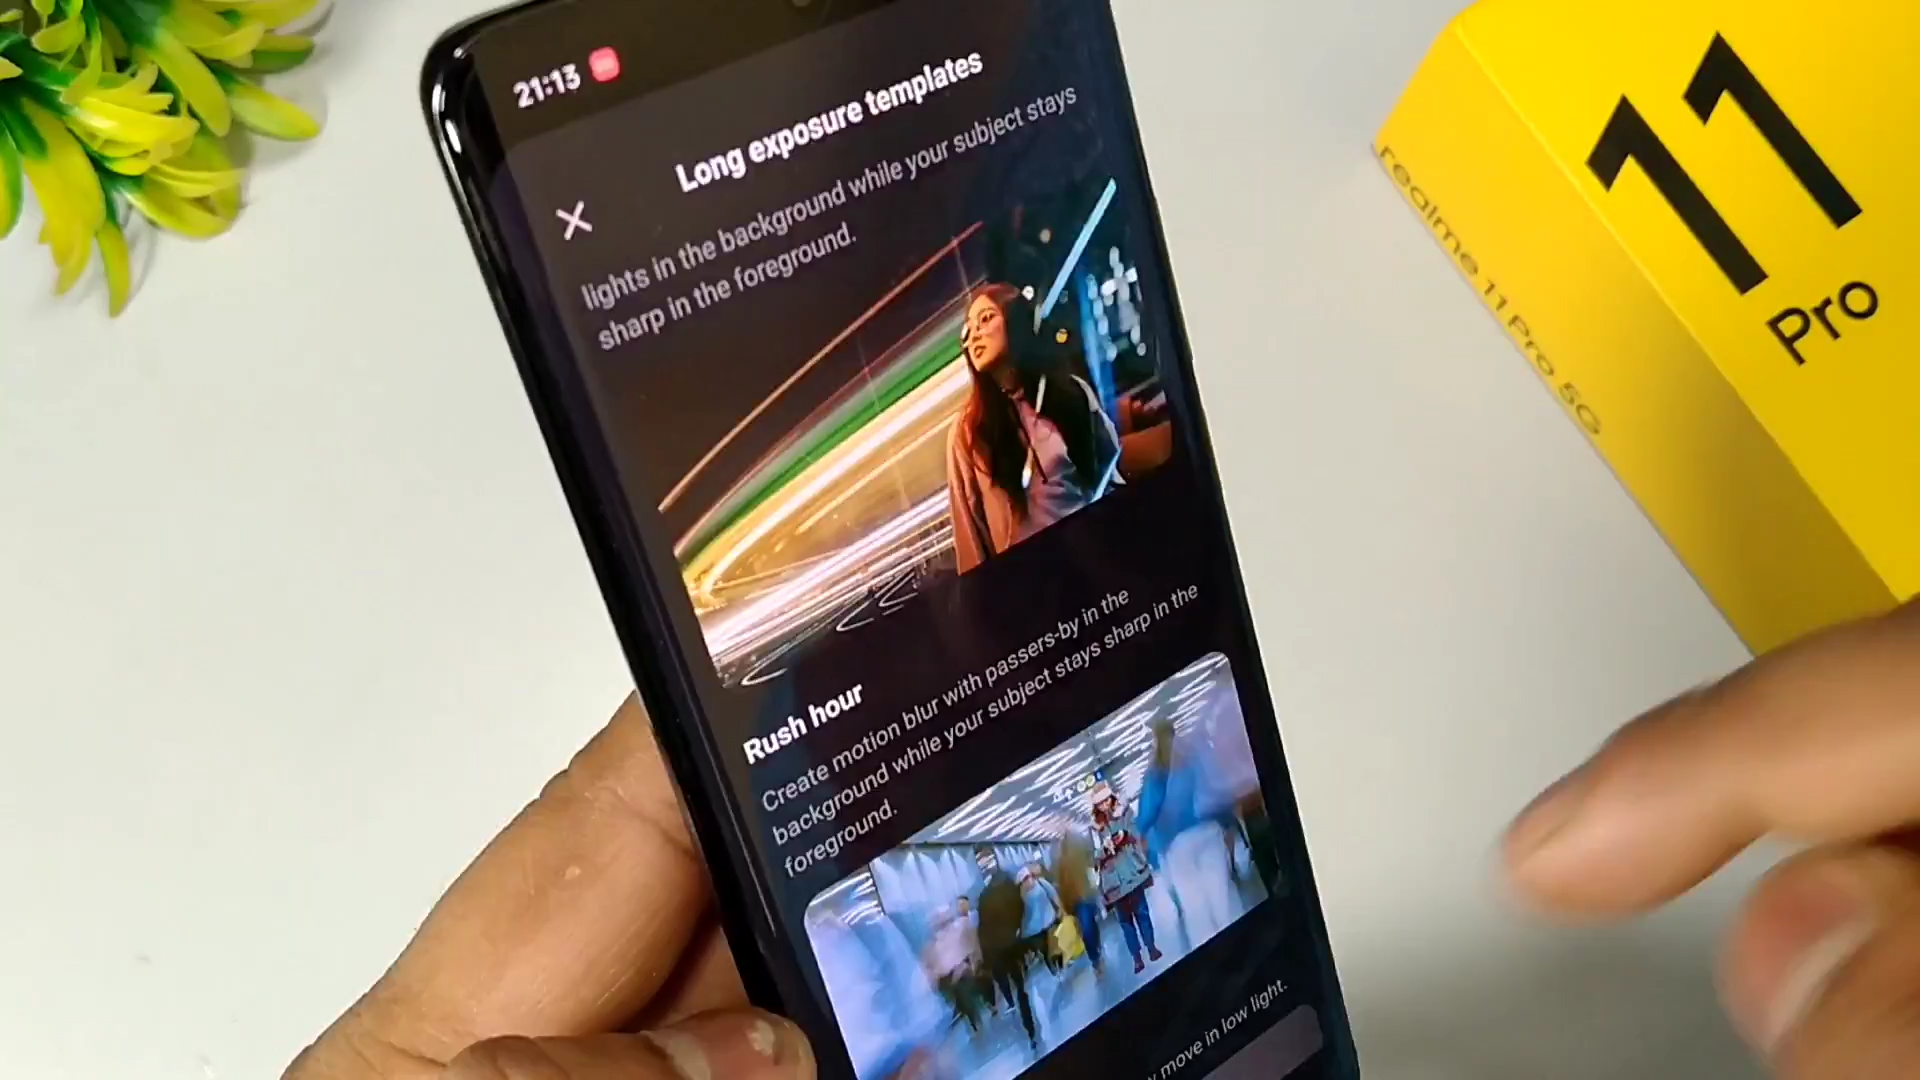 21:13
Long exposure templates
lights in the background while your subject stays
sharp in the foreground.
Rush hour
Create motion blur with passers-by in the
background while your subject stays sharp in the
foreground.
move in low light.
11
Pro
realme 11 Pro 5G